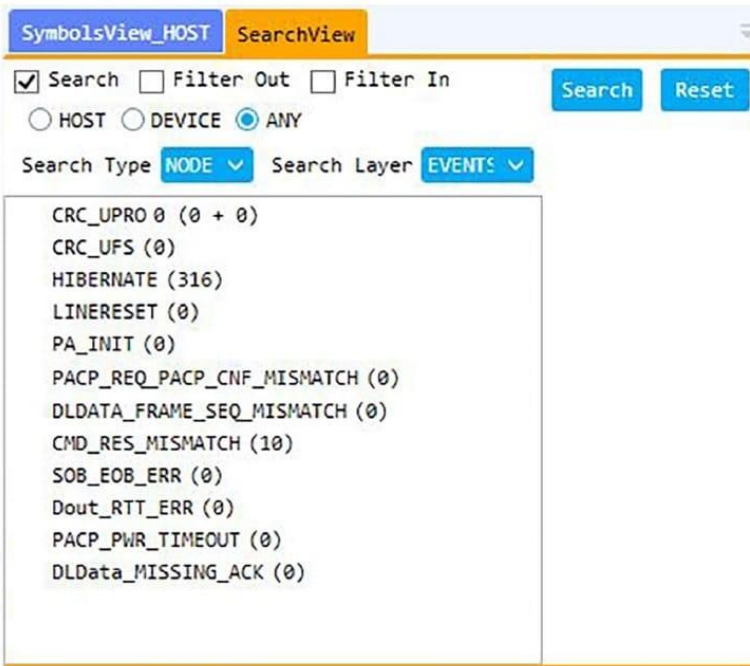 SymbolsView_HOST SearchView
Search Filter Out Filter In Search Reset
HOST DEVICE ANY
Search Type NODE Search Layer EVENTS
CRC_UPRO 0 (0 + 0)
CRC_UFS (0)
HIBERNATE (316)
LINERESET (0)
PA_INIT (0)
PACP_REQ_PACP_CNF_MISMATCH (0)
DLDATA_FRAME_SEQ_MISMATCH (0)
CMD_RES_MISMATCH (10)
SOB_EOB_ERR (0)
Dout_RTT_ERR (0)
PACP_PWR_TIMEOUT (0)
DLData_MISSING_ACK (0)